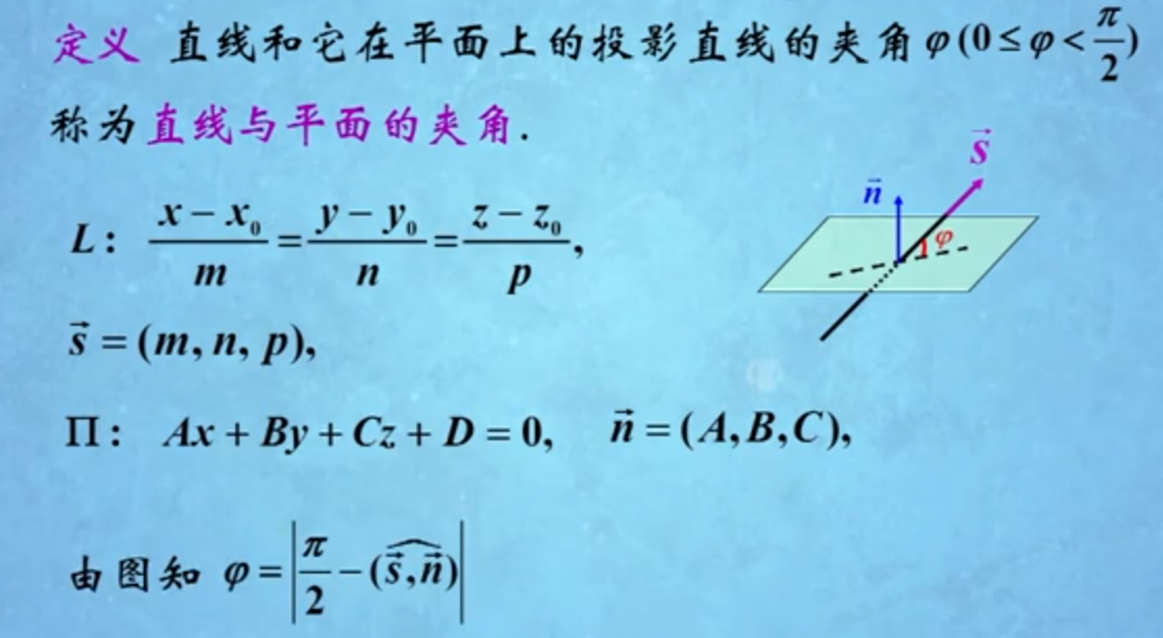 定义 直线和它在平面上的投影直线的夹角 φ (0 ≤ φ < π/2)
称为直线与平面的夹角.
L: (x − x₀)/m = (y − y₀)/n = (z − z₀)/p,
s⃗ = (m, n, p),
Π: Ax + By + Cz + D = 0, n⃗ = (A, B, C),
由图知 φ = |π/2 − (s⃗,n⃗)^|
s⃗
n⃗
φ